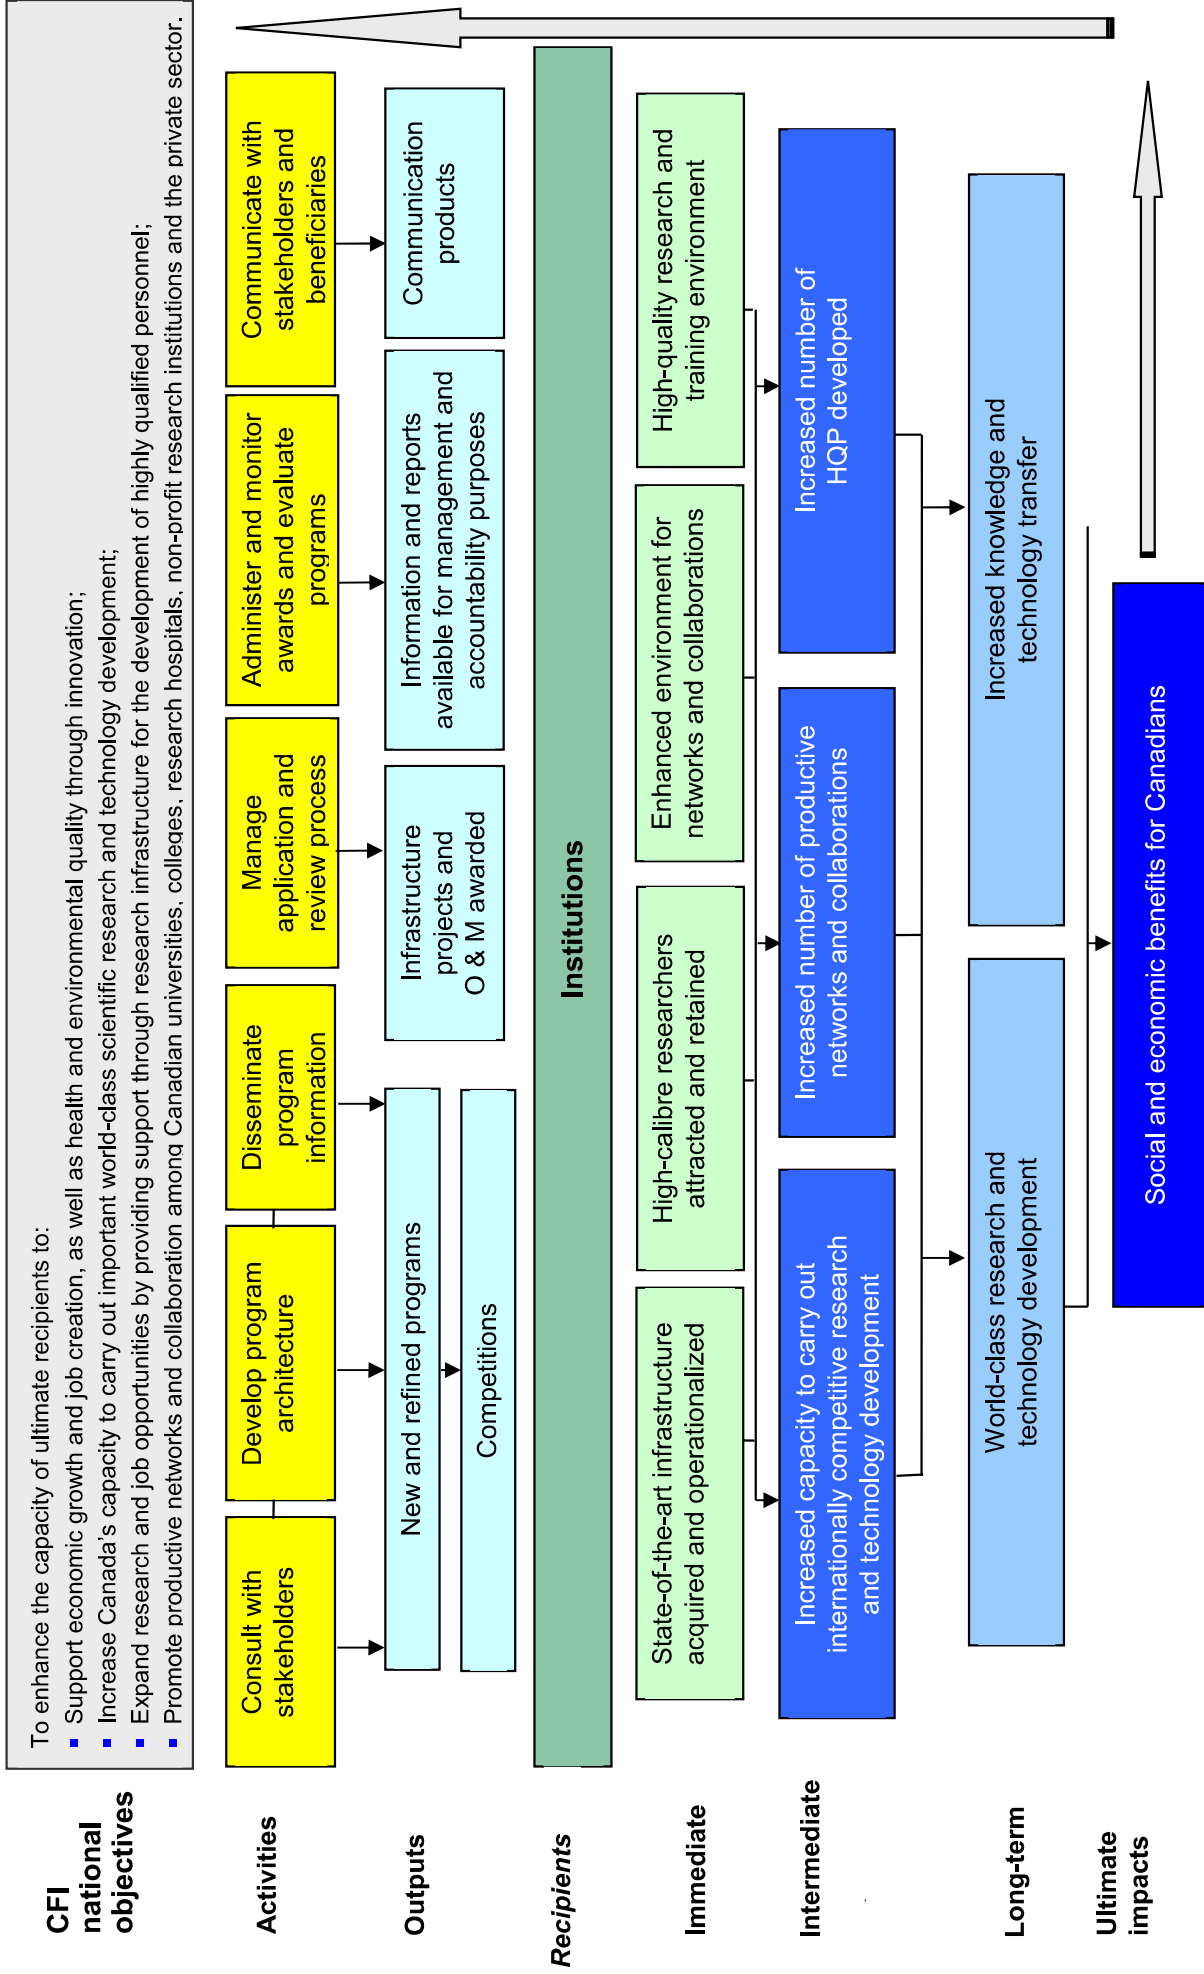 CFI
national
objectives
To enhance the capacity of ultimate recipients to:
Support economic growth and job creation, as well as health and environmental quality through innovation;
Increase Canada's capacity to carry out important world-class scientific research and technology development;
Expand research and job opportunities by providing support through research infrastructure for the development of highly qualified personnel;
Promote productive networks and collaboration among Canadian universities, colleges, research hospitals, non-profit research institutions and the private sector.
Activities
Consult with
stakeholders
Develop program
architecture
Disseminate
program
information
Manage
application and
review process
Administer and monitor
awards and evaluate
programs
Communicate with
stakeholders and
beneficiaries
Outputs
New and refined programs
Competitions
Infrastructure
projects and
O & M awarded
Information and reports
available for management and
accountability purposes
Communication
products
Recipients
Institutions
Immediate
State-of-the-art infrastructure
acquired and operationalized
High-calibre researchers
attracted and retained
Enhanced environment for
networks and collaborations
High-quality research and
training environment
Intermediate
Increased capacity to carry out
internationally competitive research
and technology development
Increased number of productive
networks and collaborations
Increased number of
HQP developed
Long-term
World-class research and
technology development
Increased knowledge and
technology transfer
Ultimate
impacts
Social and economic benefits for Canadians